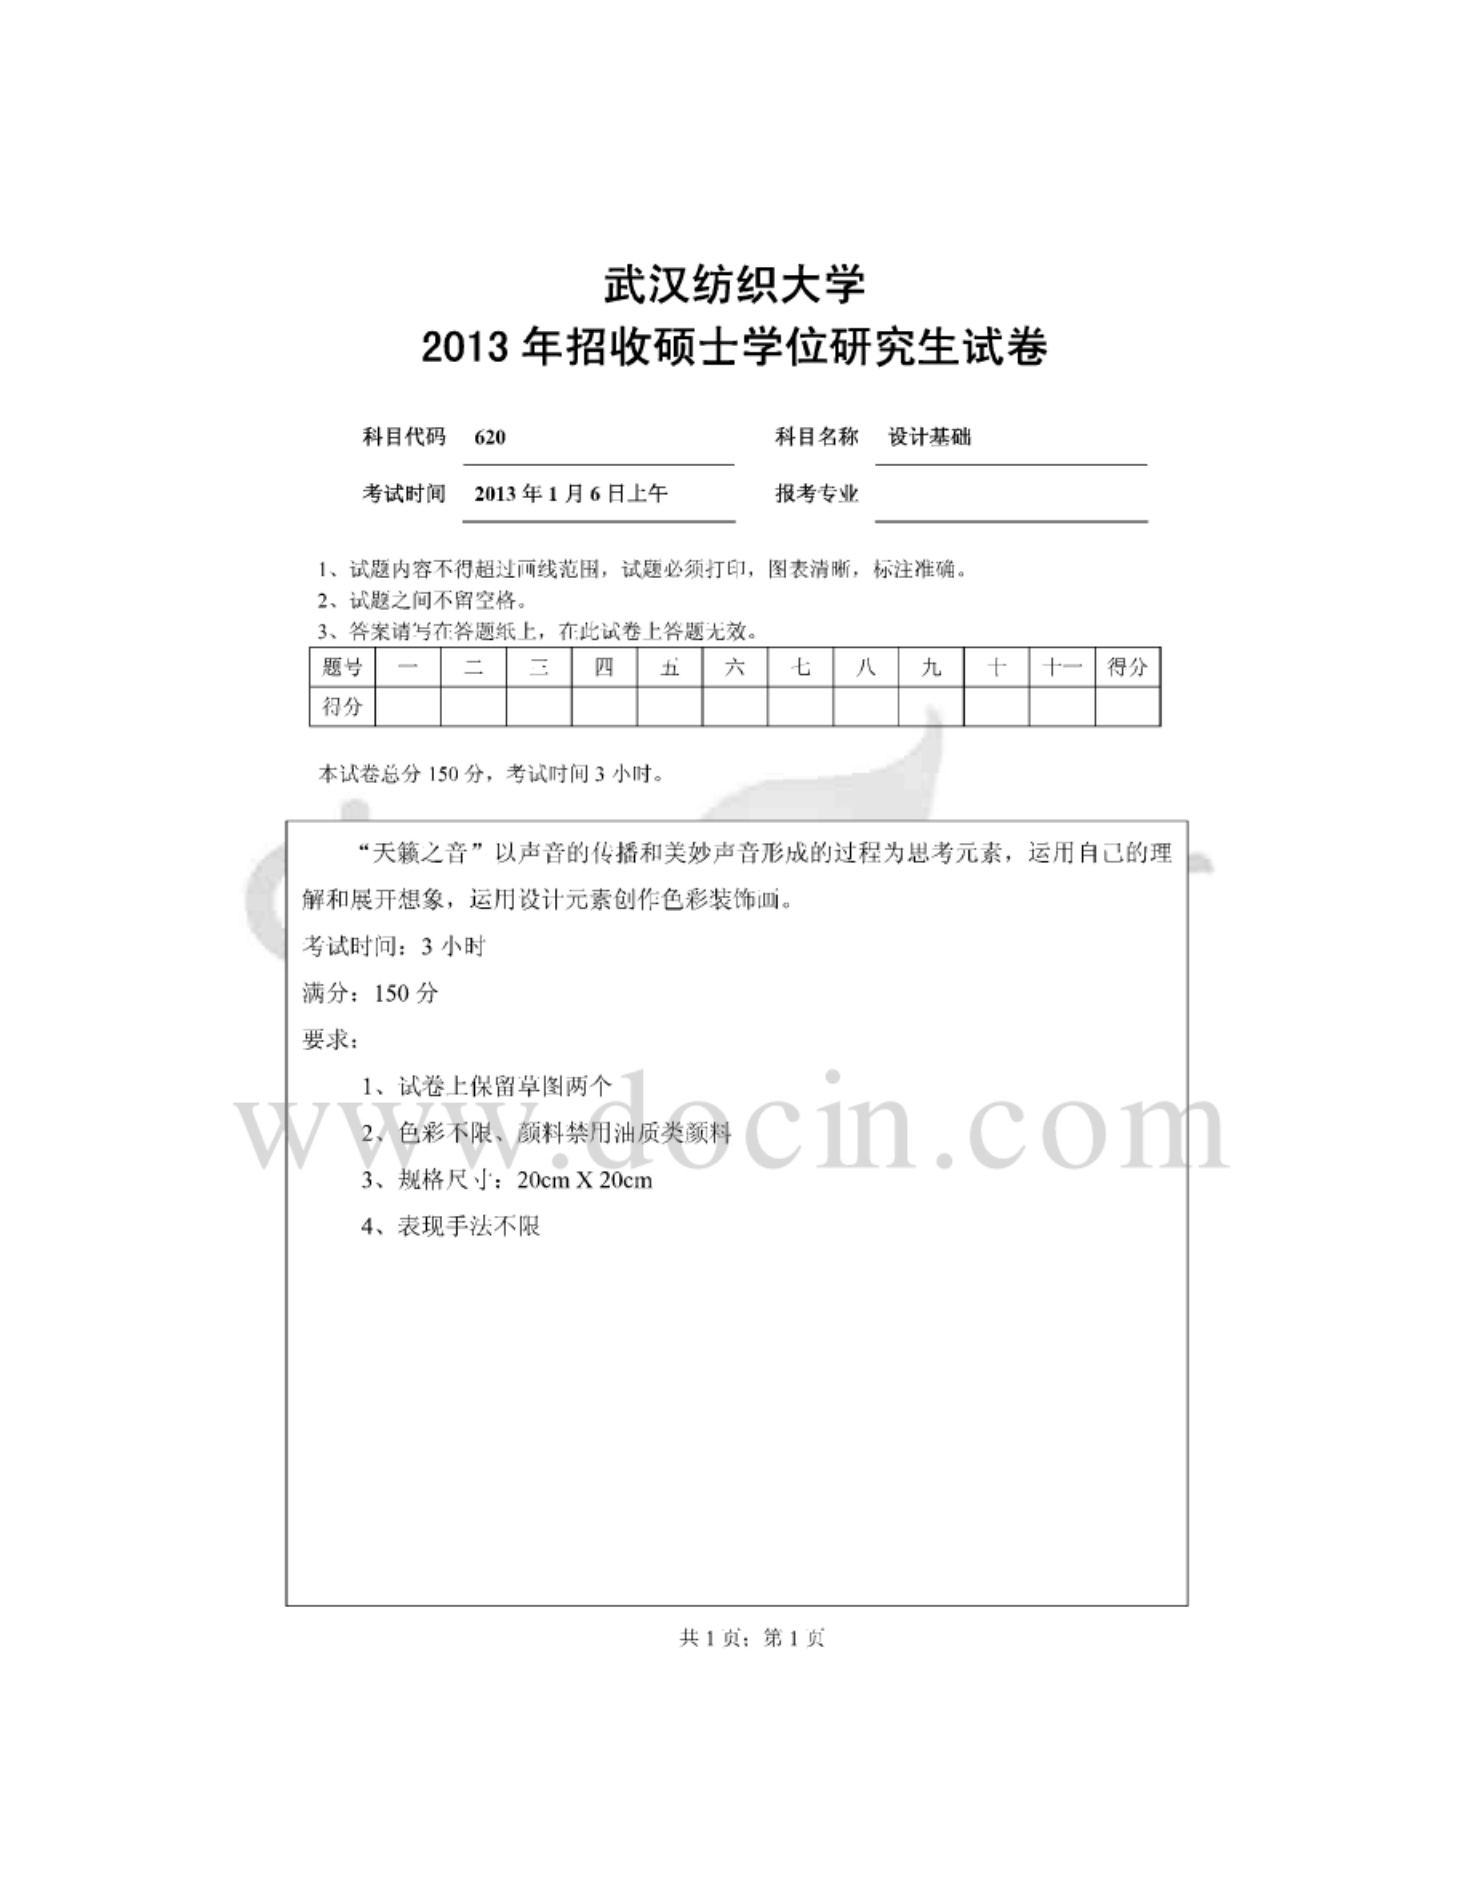 武汉纺织大学
2013 年招收硕士学位研究生试卷
科目代码 620 科目名称 设计基础
考试时间 2013 年 1 月 6 日上午 报考专业
1、试题内容不得超过画线范围，试题必须打印，图表清晰，标注准确。
2、试题之间不留空格。
3、答案请写在答题纸上，在此试卷上答题无效。
题号 一 二 三 四 五 六 七 八 九 十 十一 得分
得分
本试卷总分 150 分，考试时间 3 小时。
“天籁之音”以声音的传播和美妙声音形成的过程为思考元素，运用自己的理
解和展开想象，运用设计元素创作色彩装饰画。
考试时间：3 小时
满分：150 分
要求：
1、试卷上保留草图两个
2、色彩不限、颜料禁用油质类颜料
3、规格尺寸：20cm X 20cm
4、表现手法不限
www.docin.com
共 1 页；第 1 页